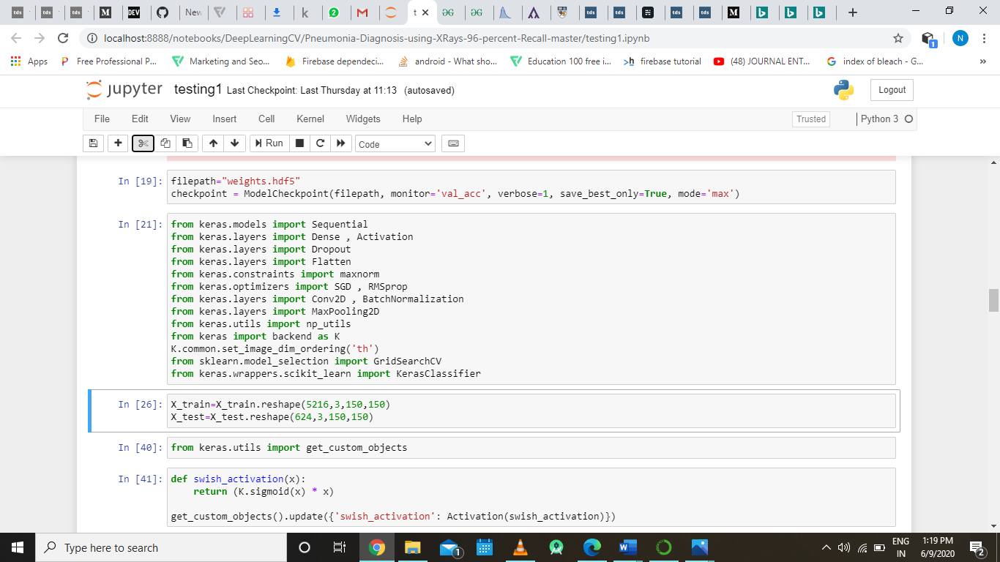 tds
tds
tds
M
DEV
New
k
2
M
t ×
tds
tds
tds
tds
M
localhost:8888/notebooks/DeepLearningCV/Pneumonia-Diagnosis-using-XRays-96-percent-Recall-master/testing1.ipynb
1
N
Apps
Free Professional P...
Marketing and Seo...
Firebase dependeci...
android - What sho...
Education 100 free i...
>h firebase tutorial
(48) JOURNAL ENT...
index of bleach - G...
»
jupyter testing1 Last Checkpoint: Last Thursday at 11:13 (autosaved)
Logout
File Edit View Insert Cell Kernel Widgets Help
Trusted
Python 3
Run
Code
In [19]:
filepath="weights.hdf5"
checkpoint = ModelCheckpoint(filepath, monitor='val_acc', verbose=1, save_best_only=True, mode='max')
In [21]:
from keras.models import Sequential
from keras.layers import Dense , Activation
from keras.layers import Dropout
from keras.layers import Flatten
from keras.constraints import maxnorm
from keras.optimizers import SGD , RMSprop
from keras.layers import Conv2D , BatchNormalization
from keras.layers import MaxPooling2D
from keras.utils import np_utils
from keras import backend as K
K.common.set_image_dim_ordering('th')
from sklearn.model_selection import GridSearchCV
from keras.wrappers.scikit_learn import KerasClassifier
In [26]:
X_train=X_train.reshape(5216,3,150,150)
X_test=X_test.reshape(624,3,150,150)
In [40]:
from keras.utils import get_custom_objects
In [41]:
def swish_activation(x):
    return (K.sigmoid(x) * x)
get_custom_objects().update({'swish_activation': Activation(swish_activation)})
Type here to search
1
ENG
IN
1:19 PM
6/9/2020
2